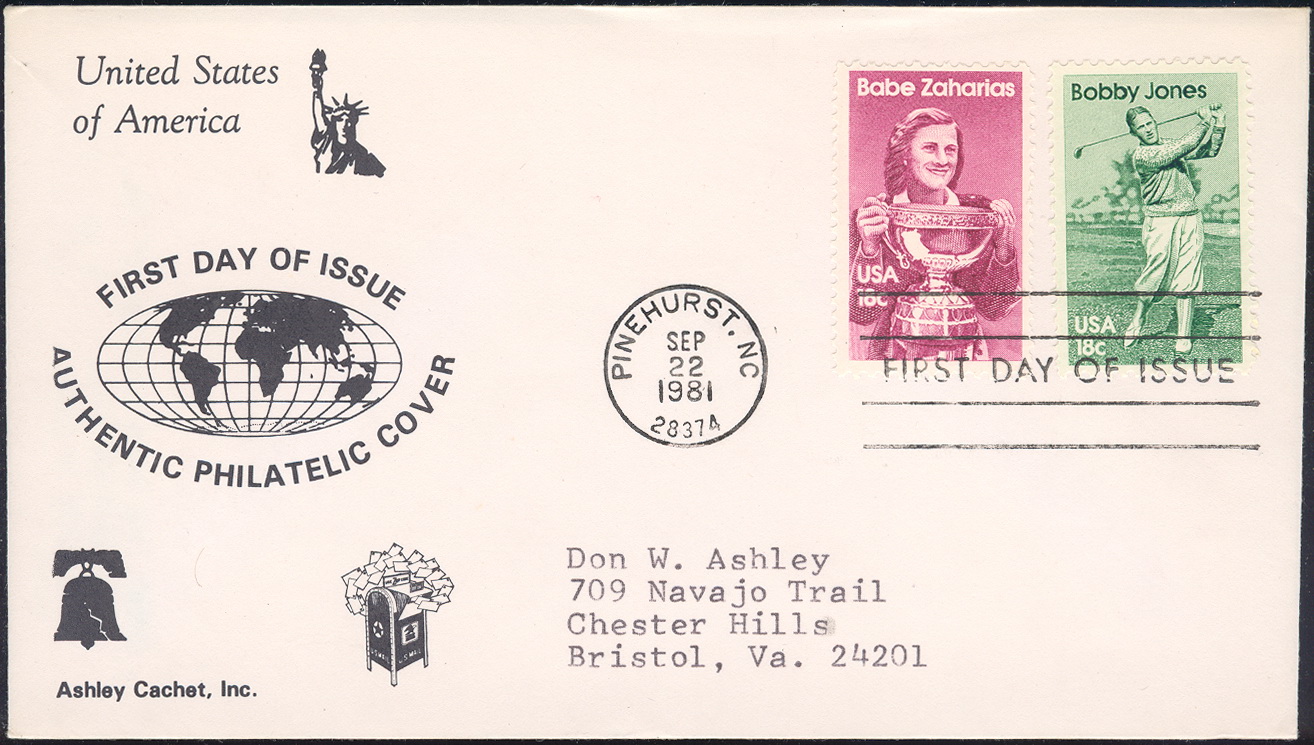 United States
of America
FIRST DAY OF ISSUE
AUTHENTIC PHILATELIC COVER
Ashley Cachet, Inc.
Babe Zaharias
USA
18c
Bobby Jones
USA
18c
PINEHURST, NC
SEP
22
1981
28374
FIRST DAY OF ISSUE
Don W. Ashley
709 Navajo Trail
Chester Hills
Bristol, Va. 24201